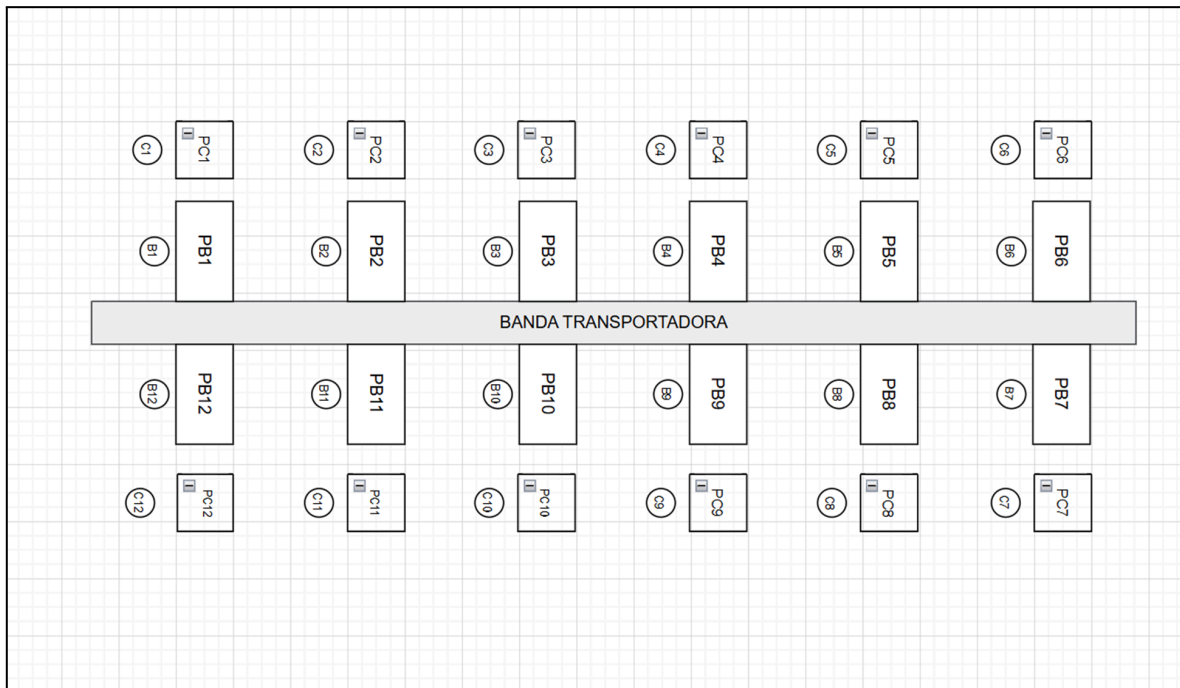 C1 PC1 C2 PC2 C3 PC3 C4 PC4 C5 PC5 C6 PC6
B1 PB1 B2 PB2 B3 PB3 B4 PB4 B5 PB5 B6 PB6
BANDA TRANSPORTADORA
B12 PB12 B11 PB11 B10 PB10 B9 PB9 B8 PB8 B7 PB7
C12 PC12 C11 PC11 C10 PC10 C9 PC9 C8 PC8 C7 PC7